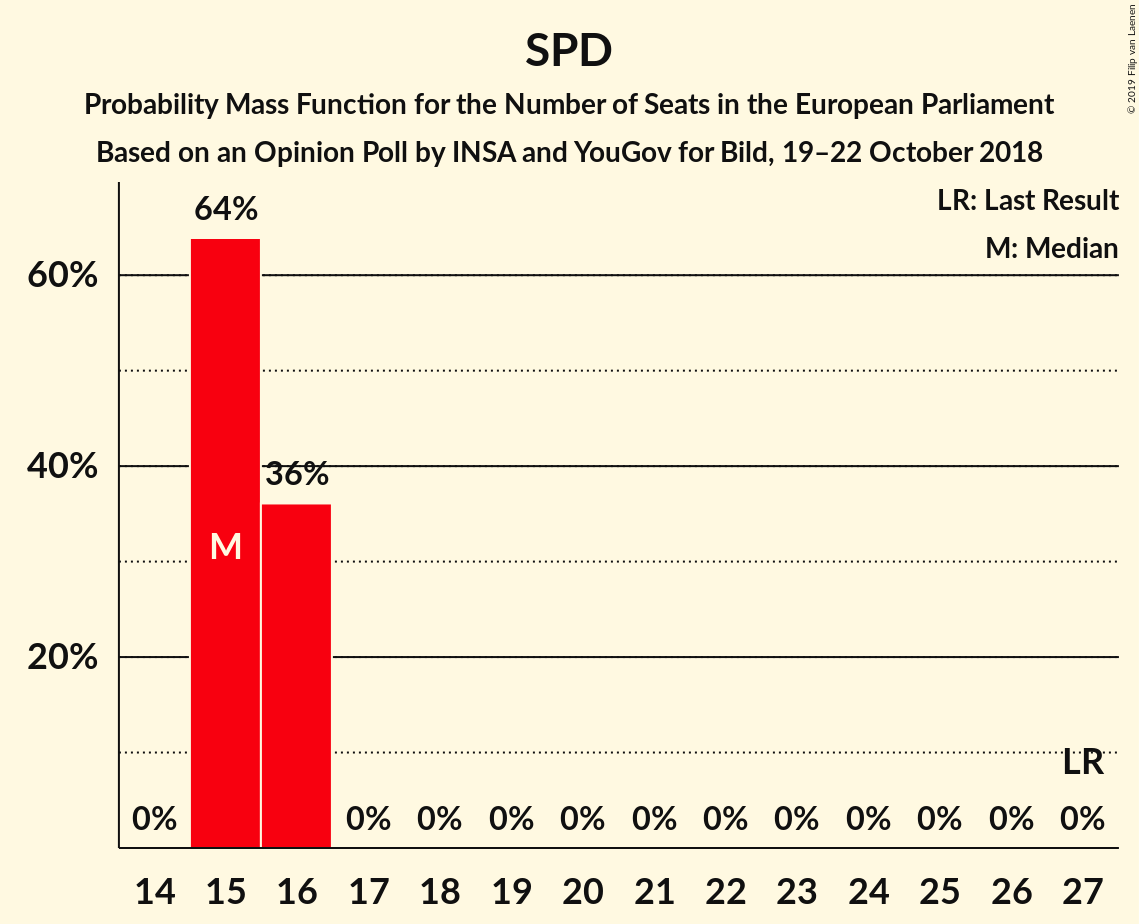 SPD
Probability Mass Function for the Number of Seats in the European Parliament
Based on an Opinion Poll by INSA and YouGov for Bild, 19–22 October 2018
© 2019 Filip van Laenen
LR: Last Result
M: Median
64%
60%
40%
36%
M
20%
LR
0% 0% 0% 0% 0% 0% 0% 0% 0% 0% 0% 0%
14 15 16 17 18 19 20 21 22 23 24 25 26 27